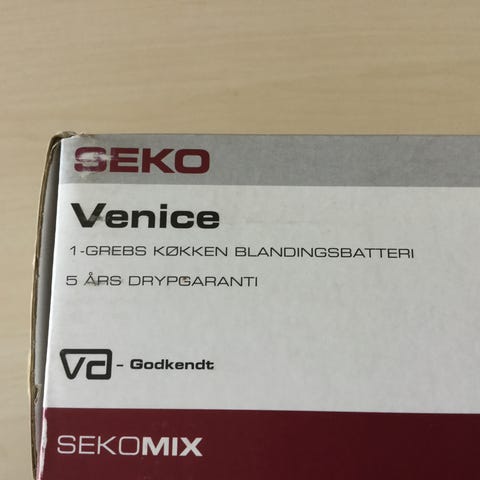 SEKO
Venice
1-GREBS KØKKEN BLANDINGSBATTERI
5 ÅRS DRYPGARANTI
VA - Godkendt
SEKOMIX